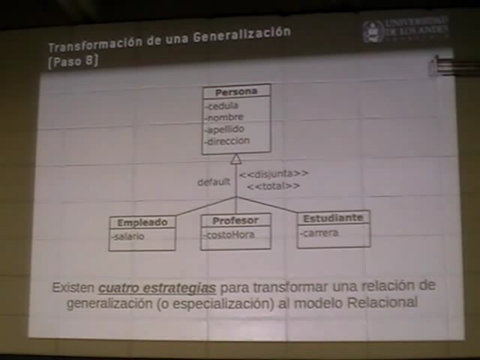 Transformación de una Generalización
(Paso 8)
UNIVERSIDAD
DE LOS ANDES
Persona
-cedula
-nombre
-apellido
-direccion
default
<<disjunta>>
<<total>>
Empleado
-salario
Profesor
-costoHora
Estudiante
-carrera
Existen cuatro estrategias para transformar una relación de
generalización (o especialización) al modelo Relacional